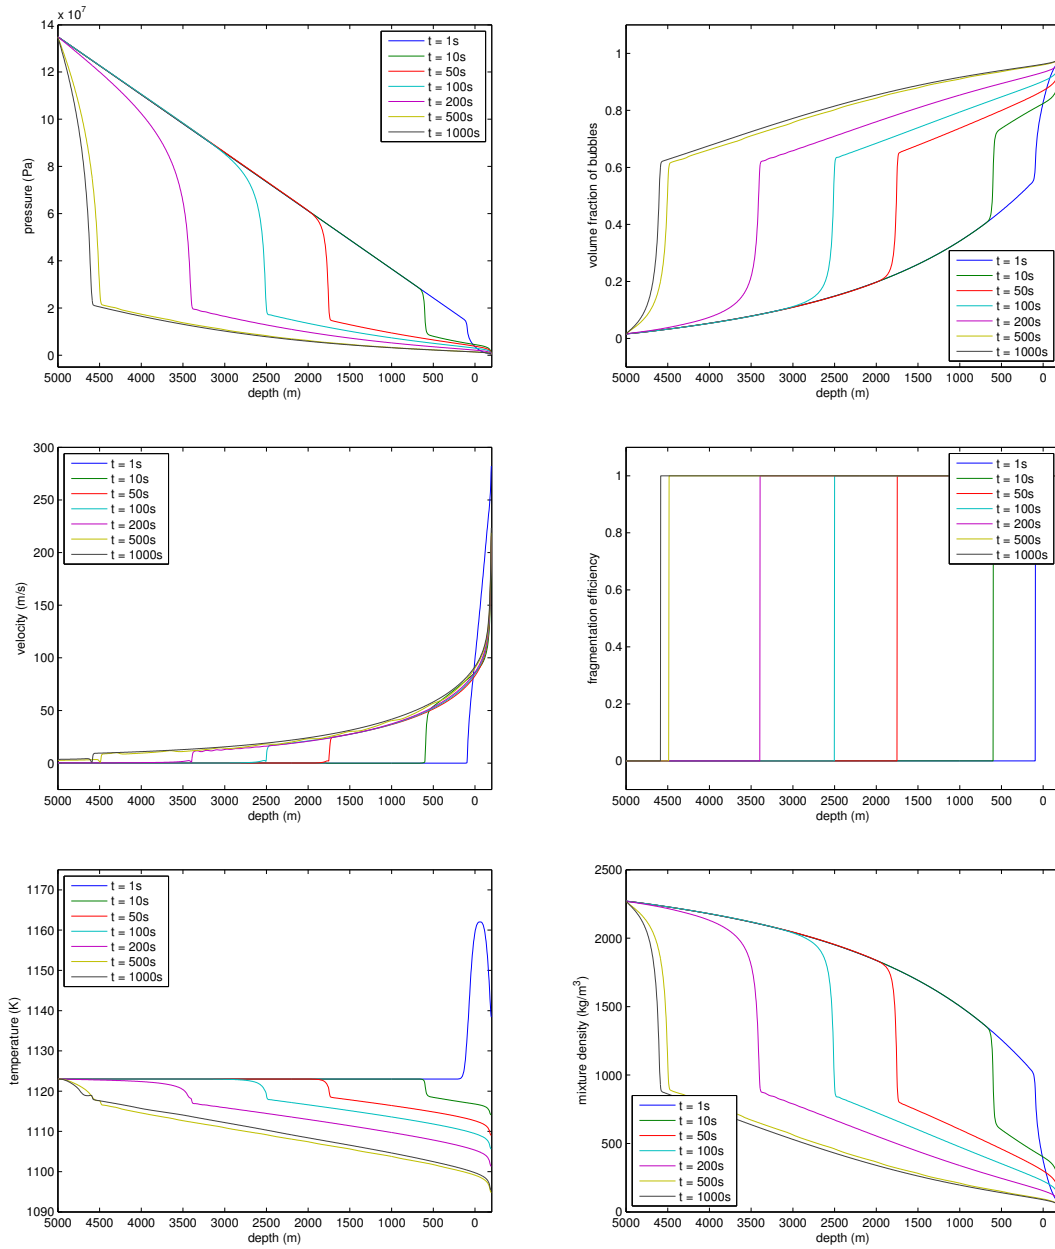 x 10^7
14
12
10
8
6
4
2
0
pressure (Pa)
5000 4500 4000 3500 3000 2500 2000 1500 1000 500 0
depth (m)
t = 1s
t = 10s
t = 50s
t = 100s
t = 200s
t = 500s
t = 1000s
1
0.8
0.6
0.4
0.2
0
volume fraction of bubbles
5000 4500 4000 3500 3000 2500 2000 1500 1000 500 0
depth (m)
t = 1s
t = 10s
t = 50s
t = 100s
t = 200s
t = 500s
t = 1000s
300
250
200
150
100
50
0
velocity (m/s)
5000 4500 4000 3500 3000 2500 2000 1500 1000 500 0
depth (m)
t = 1s
t = 10s
t = 50s
t = 100s
t = 200s
t = 500s
t = 1000s
1
0.8
0.6
0.4
0.2
0
fragmentation efficiency
5000 4500 4000 3500 3000 2500 2000 1500 1000 500 0
depth (m)
t = 1s
t = 10s
t = 50s
t = 100s
t = 200s
t = 500s
t = 1000s
1170
1160
1150
1140
1130
1120
1110
1100
1090
temperature (K)
5000 4500 4000 3500 3000 2500 2000 1500 1000 500 0
depth (m)
t = 1s
t = 10s
t = 50s
t = 100s
t = 200s
t = 500s
t = 1000s
2500
2000
1500
1000
500
0
mixture density (kg/m³)
5000 4500 4000 3500 3000 2500 2000 1500 1000 500 0
depth (m)
t = 1s
t = 10s
t = 50s
t = 100s
t = 200s
t = 500s
t = 1000s